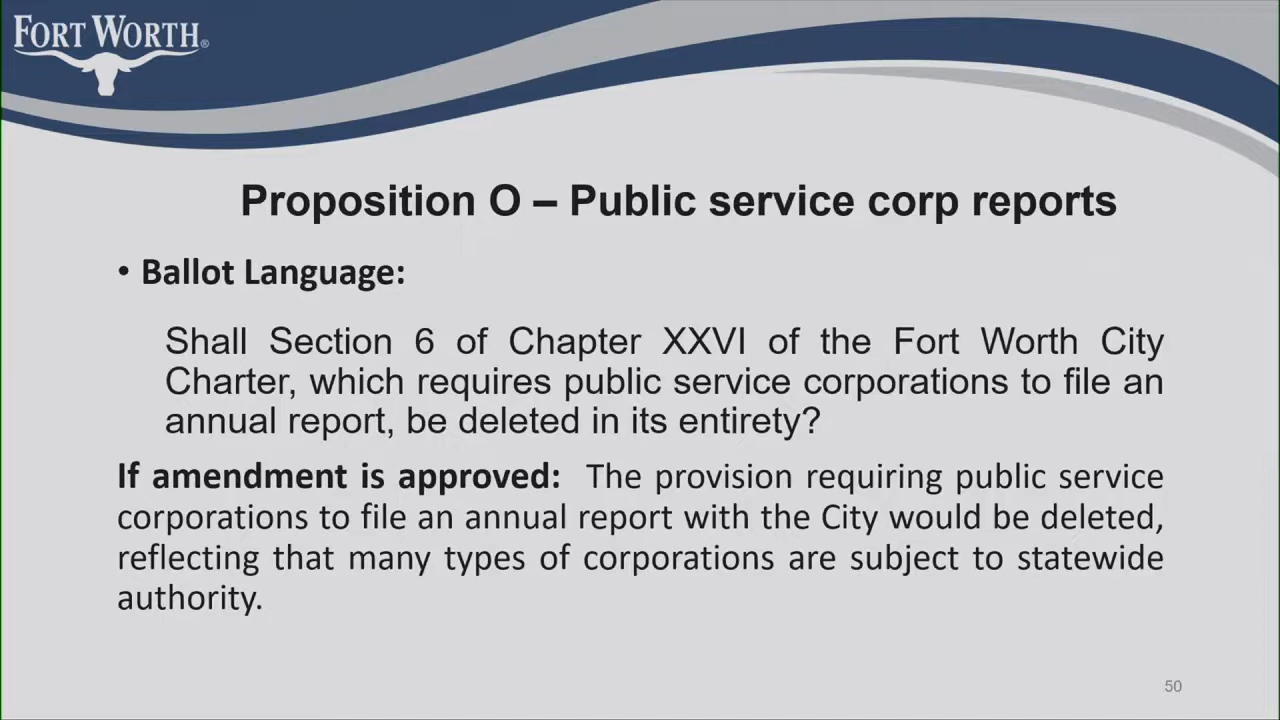 FORT WORTH®
Proposition O – Public service corp reports
• Ballot Language:
Shall Section 6 of Chapter XXVI of the Fort Worth City
Charter, which requires public service corporations to file an
annual report, be deleted in its entirety?
If amendment is approved: The provision requiring public service
corporations to file an annual report with the City would be deleted,
reflecting that many types of corporations are subject to statewide
authority.
50